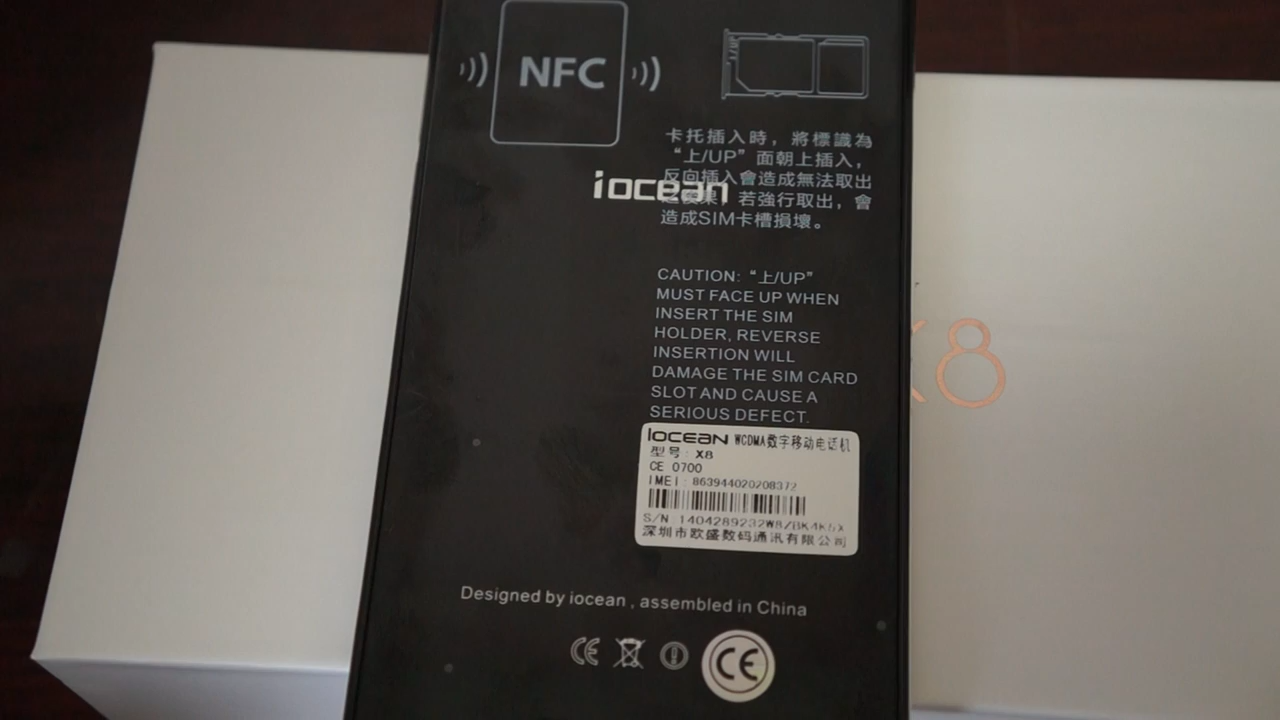 NFC
卡托插入時，將標識為
“上/UP”面朝上插入，
反向插入會造成無法取出
iocean
若強行取出，會
造成SIM卡槽損壞。
CAUTION: “上/UP”
MUST FACE UP WHEN
INSERT THE SIM
HOLDER, REVERSE
INSERTION WILL
DAMAGE THE SIM CARD
SLOT AND CAUSE A
SERIOUS DEFECT.
X8
iocean WCDMA数字移动电话机
型号: X8
CE 0700
IMEI: 863944020208372
S/N 1404289232W8/BK4K5X
深圳市欧盛数码通讯有限公司
Designed by iocean , assembled in China
CE
CE